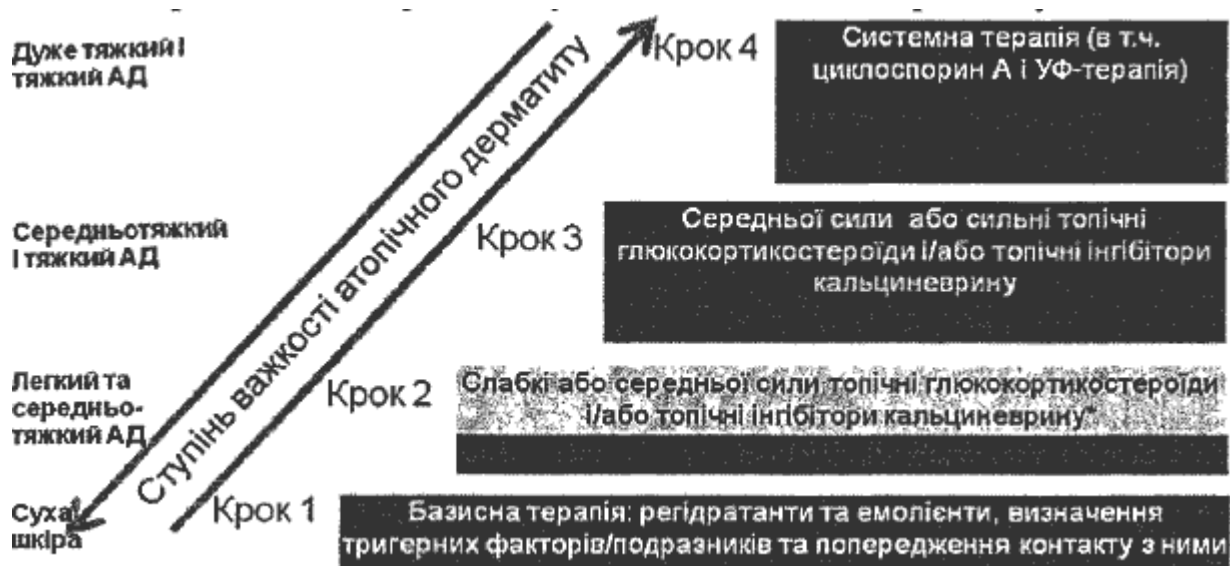 Дуже тяжкий і
тяжкий АД
Крок 4
Системна терапія (в т.ч.
циклоспорин А і УФ-терапія)
Ступінь важкості атопічного дерматиту
Середньотяжкий
і тяжкий АД
Крок 3
Середньої сили або сильні топічні
глюкокортикостероїди і/або топічні інгібітори
кальциневрину
Легкий та
середньо-
тяжкий АД
Крок 2
Слабкі або середньої сили топічні глюкокортикостероїди
і/або топічні інгібітори кальциневрину*
Суха
шкіра
Крок 1
Базисна терапія: регідратанти та емолієнти, визначення
тригерних факторів/подразників та попередження контакту з ними